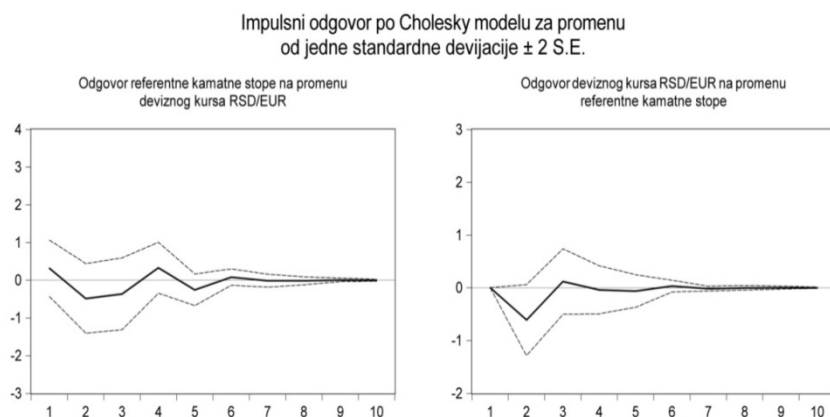 Impulsni odgovor po Cholesky modelu za promenu
od jedne standardne devijacije ± 2 S.E.
Odgovor referentne kamatne stope na promenu
deviznog kursa RSD/EUR
4
3
2
1
0
-1
-2
-3
1 2 3 4 5 6 7 8 9 10
Odgovor deviznog kursa RSD/EUR na promenu
referentne kamatne stope
3
2
1
0
-1
-2
1 2 3 4 5 6 7 8 9 10